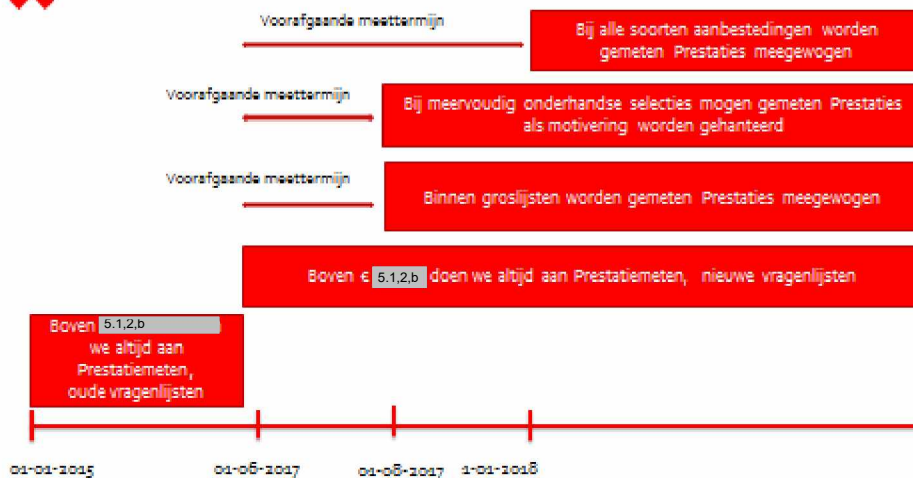 Voorafgaande meettermijn
Bij alle soorten aanbestedingen worden
gemeten Prestaties meegewogen
Voorafgaande meettermijn
Bij meervoudig onderhandse selecties mogen gemeten Prestaties
als motivering worden gehanteerd
Voorafgaande meettermijn
Binnen groslijsten worden gemeten Prestaties meegewogen
Boven € 5.1,2,b doen we altijd aan Prestatiemeten, nieuwe vragenlijsten
Boven 5.1,2,b
we altijd aan
Prestatiemeten,
oude vragenlijsten
01-01-2015 01-06-2017 01-08-2017 1-01-2018